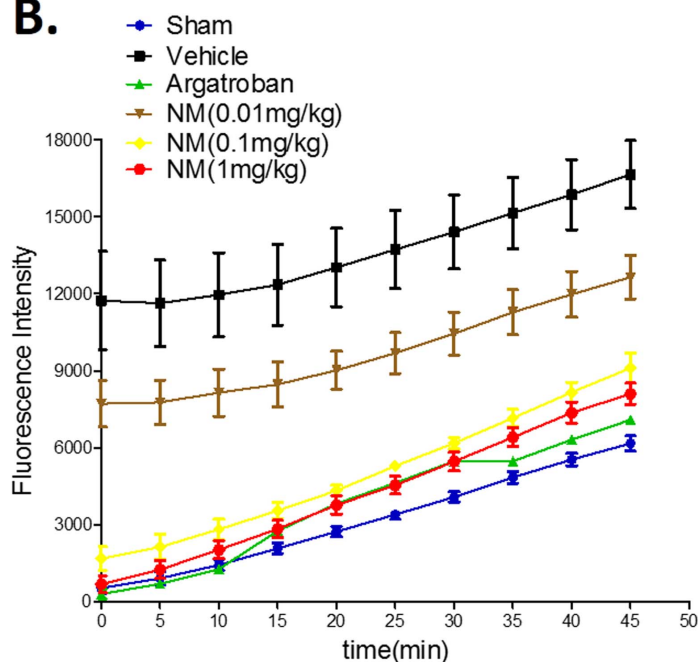 B.
Sham
Vehicle
Argatroban
NM(0.01mg/kg)
NM(0.1mg/kg)
NM(1mg/kg)
18000
15000
12000
9000
6000
3000
0
Fluorescence Intensity
0 5 10 15 20 25 30 35 40 45 50
time(min)